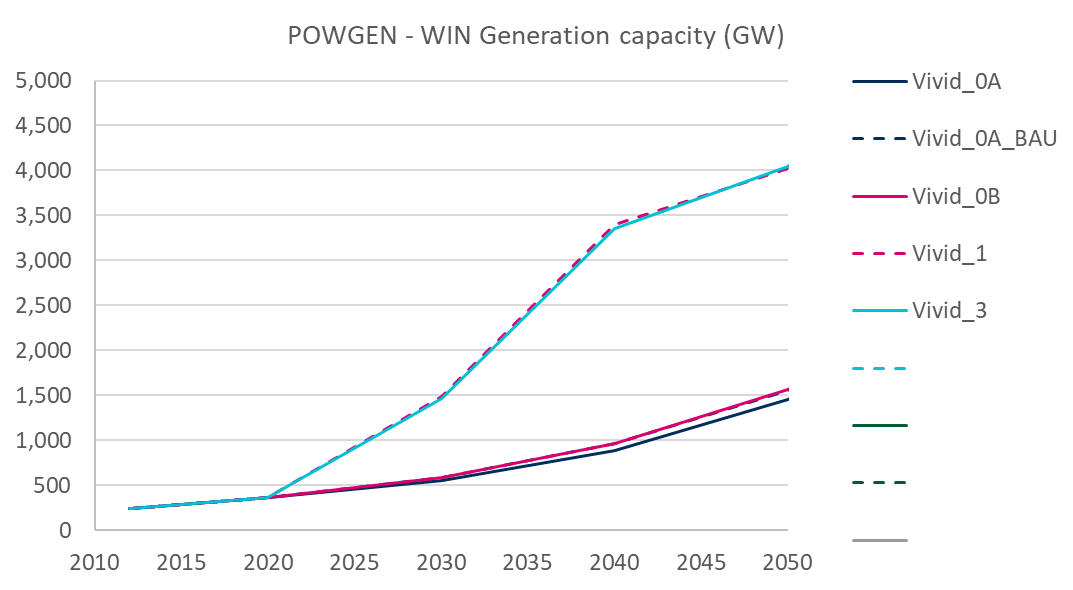 POWGEN - WIN Generation capacity (GW)
5,000
4,500
4,000
3,500
3,000
2,500
2,000
1,500
1,000
500
0
2010 2015 2020 2025 2030 2035 2040 2045 2050
Vivid_0A
Vivid_0A_BAU
Vivid_0B
Vivid_1
Vivid_3